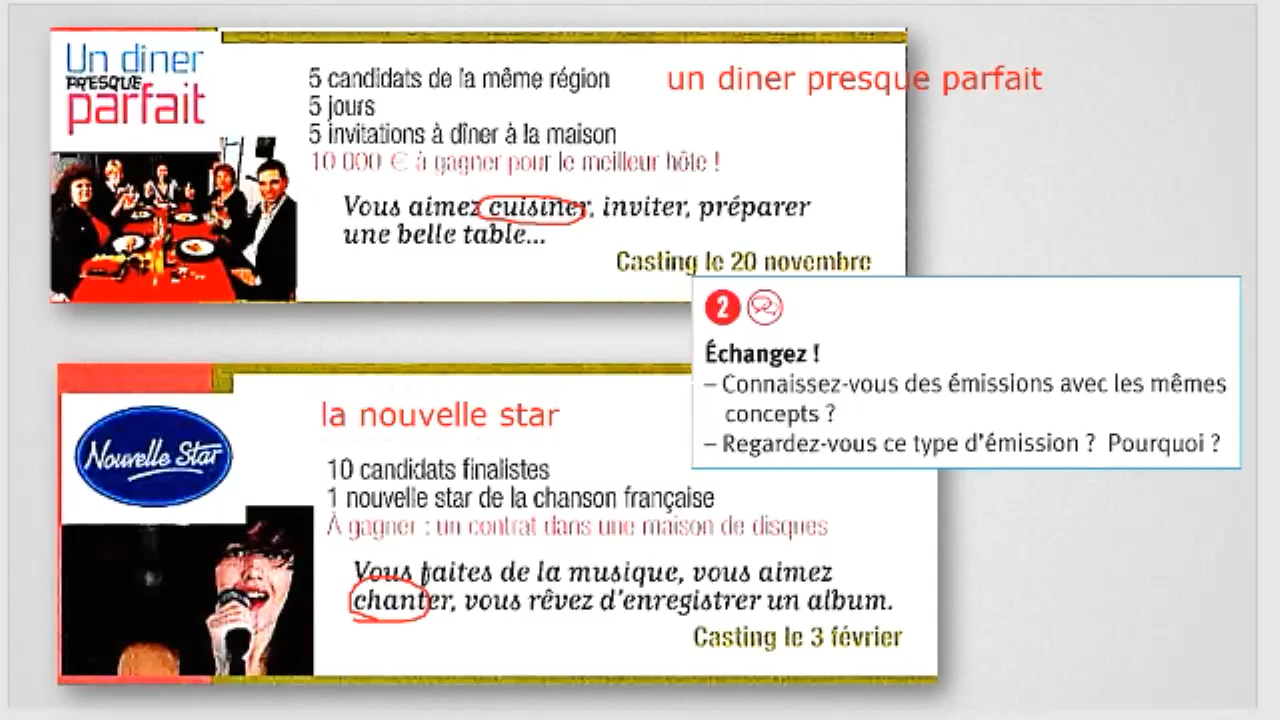 Un dîner
PRESQUE
parfait
5 candidats de la même région
un diner presque parfait
5 jours
5 invitations à dîner à la maison
10 000 € à gagner pour le meilleur hôte !
Vous aimez cuisiner, inviter, préparer
une belle table...
Casting le 20 novembre
2
Échangez !
– Connaissez-vous des émissions avec les mêmes
concepts ?
– Regardez-vous ce type d'émission ? Pourquoi ?
Nouvelle Star
la nouvelle star
10 candidats finalistes
1 nouvelle star de la chanson française
À gagner : un contrat dans une maison de disques
Vous faites de la musique, vous aimez
chanter, vous rêvez d'enregistrer un album.
Casting le 3 février